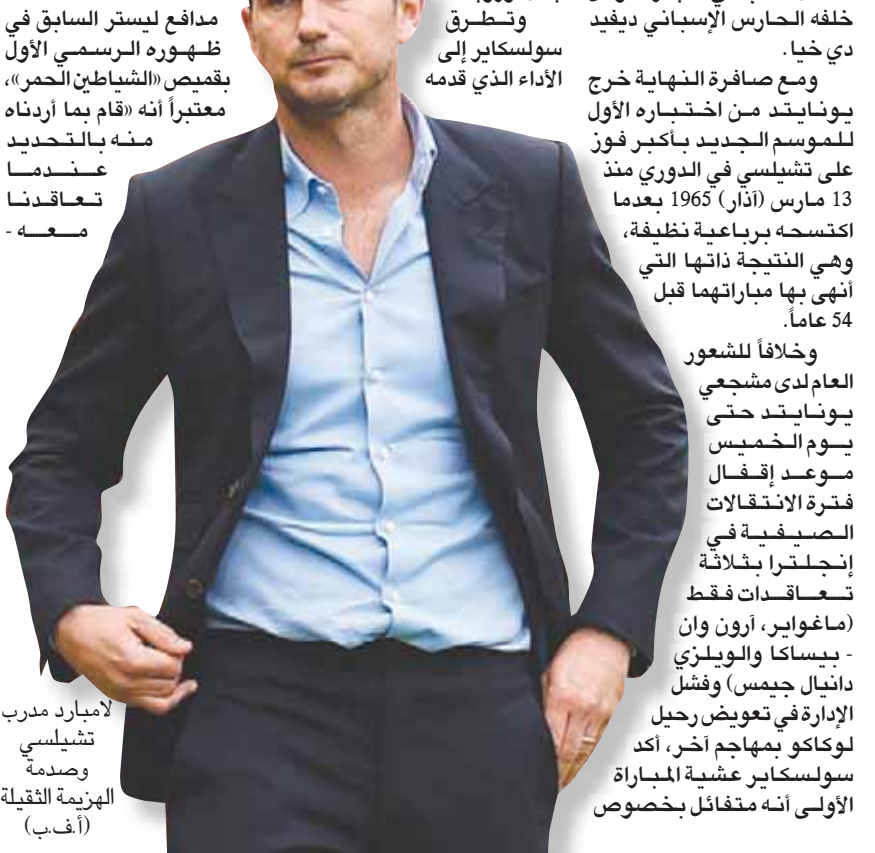 خلفه الحارس الإسباني ديفيد
دي خيا.
ومع صافرة النهاية خرج
يونايتد من اختباره الأول
للموسم الجديد بأكبر فوز
على تشيلسي في الدوري منذ
13 مارس (آذار) 1965 بعدما
اكتسحه برباعية نظيفة،
وهي النتيجة ذاتها التي
أنهى بها مباراتهما قبل
54 عاماً.
وخلافاً للشعور
العام لدى مشجعي
يونايتد حتى
يوم الخميس
موعد إقفال
فترة الانتقالات
الصيفية في
إنجلترا بثلاثة
تعاقدات فقط
(ماغواير، آرون وان
- بيساكا والويلزي
دانيال جيمس) وفشل
الإدارة في تعويض رحيل
لوكاكو بمهاجم آخر، أكد
سولسكاير عشية المباراة
الأولى أنه متفائل بخصوص
وتطرق
سولسكاير إلى
الأداء الذي قدمه
مدافع ليستر السابق في
ظهوره الرسمي الأول
بقميص «الشياطين الحمر»،
معتبراً أنه «قام بما أردناه
منه بالتحديد
عندما
تعاقدنا
معه -
لامبارد مدرب
تشيلسي
وصدمة
الهزيمة الثقيلة
(أ.ف.ب)